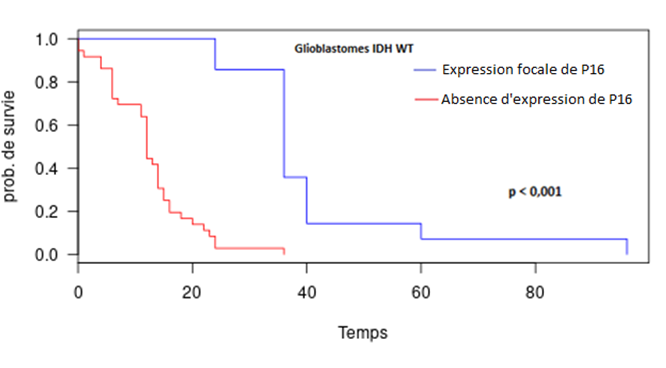 Glioblastomes IDH WT
Expression focale de P16
Absence d'expression de P16
p < 0,001
prob. de survie
1.0
0.8
0.6
0.4
0.2
0.0
0
20
40
60
80
Temps